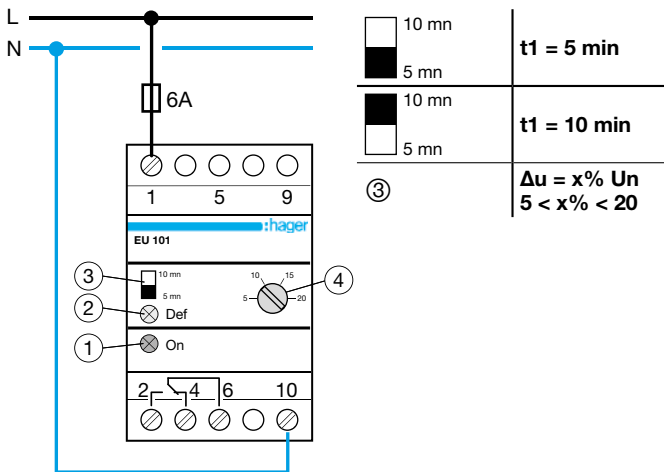 L
N
6A
1 5 9
:hager
EU 101
3
10 mn
5 mn
2
Def
10 15
5 20
4
1
On
2 4 6 10
10 mn
5 mn
t1 = 5 min
10 mn
5 mn
t1 = 10 min
③
Δu = x% Un
5 < x% < 20